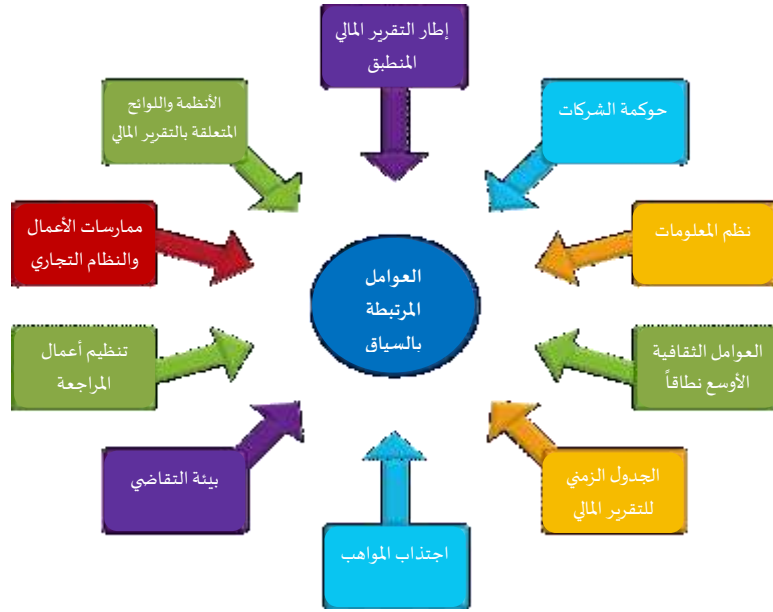 إطار التقرير المالي
المنطبق
حوكمة الشركات
الأنظمة واللوائح
المتعلقة بالتقرير المالي
نظم المعلومات
ممارسات الأعمال
والنظام التجاري
العوامل
المرتبطة
بالسياق
العوامل الثقافية
الأوسع نطاقاً
تنظيم أعمال
المراجعة
الجدول الزمني
للتقرير المالي
بيئة التقاضي
اجتذاب المواهب